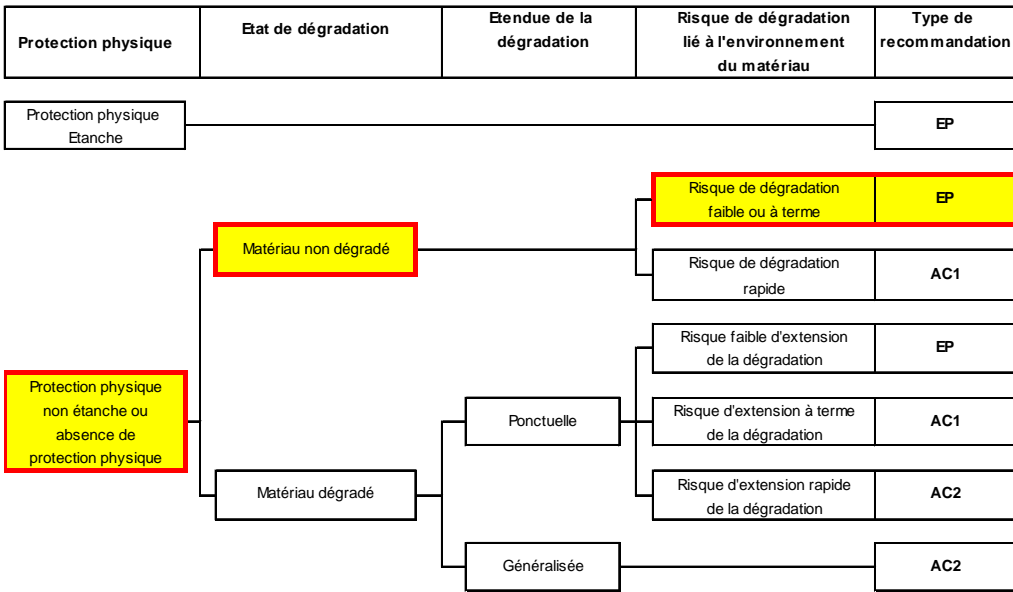 Protection physique
Etat de dégradation
Etendue de la
dégradation
Risque de dégradation
lié à l'environnement
du matériau
Type de
recommandation
Protection physique
Etanche
EP
Risque de dégradation
faible ou à terme
EP
Matériau non dégradé
Risque de dégradation
rapide
AC1
Risque faible d'extension
de la dégradation
EP
Protection physique
non étanche ou
absence de
protection physique
Ponctuelle
Risque d'extension à terme
de la dégradation
AC1
Matériau dégradé
Risque d'extension rapide
de la dégradation
AC2
Généralisée
AC2